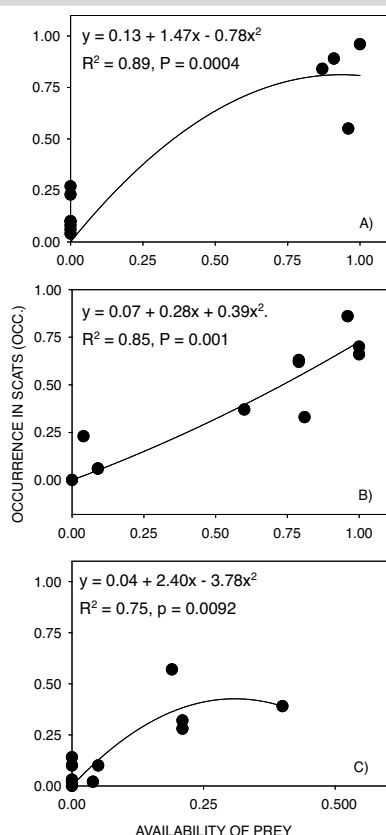 1.00
y = 0.13 + 1.47x - 0.78x²
R² = 0.89, P = 0.0004
0.75
0.50
0.25
A)
0.00
0.00 0.25 0.50 0.75 1.00
1.00
y = 0.07 + 0.28x + 0.39x².
R² = 0.85, P = 0.001
0.75
0.50
0.25
0.00
B)
0.00 0.25 0.50 0.75 1.00
OCCURRENCE IN SCATS (OCC.)
1.00
y = 0.04 + 2.40x - 3.78x²
R² = 0.75, p = 0.0092
0.75
0.50
0.25
C)
0.00
0.00 0.25 0.500
AVAILABILITY OF PREY